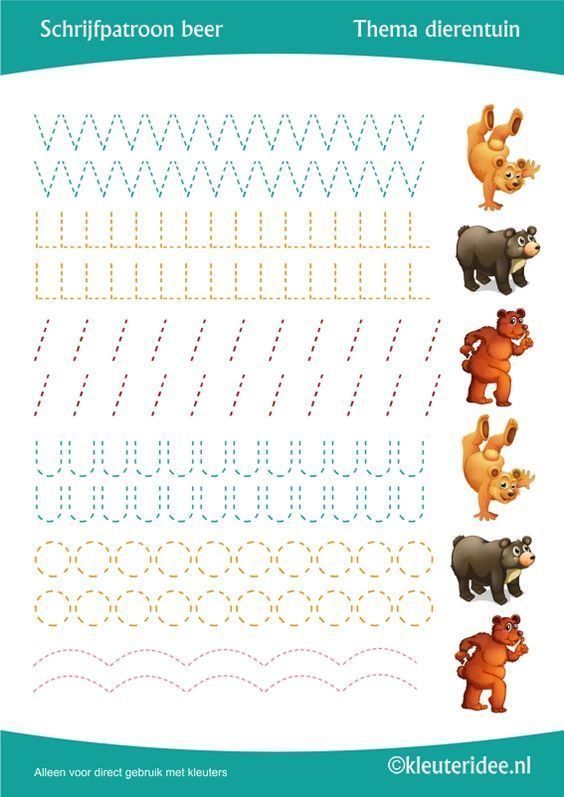 Schrijfpatroon beer
Thema dierentuin
Alleen voor direct gebruik met kleuters
©kleuteridee.nl